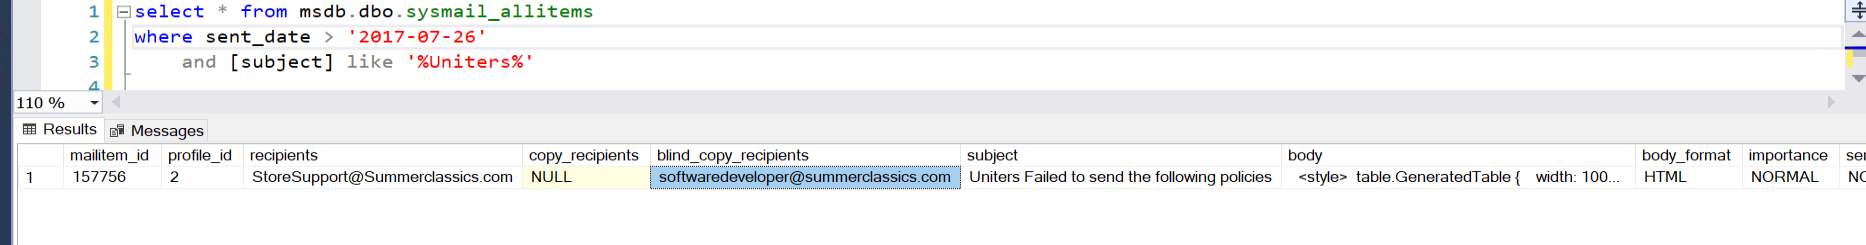 1 select * from msdb.dbo.sysmail_allitems
2 where sent_date > '2017-07-26'
3 and [subject] like '%Uniters%'
4
110 %
Results Messages
mailitem_id profile_id recipients copy_recipients blind_copy_recipients subject body body_format importance
1 157756 2 StoreSupport@Summerclassics.com NULL softwaredeveloper@summerclassics.com Uniters Failed to send the following policies <style> table.GeneratedTable { width: 100... HTML NORMAL